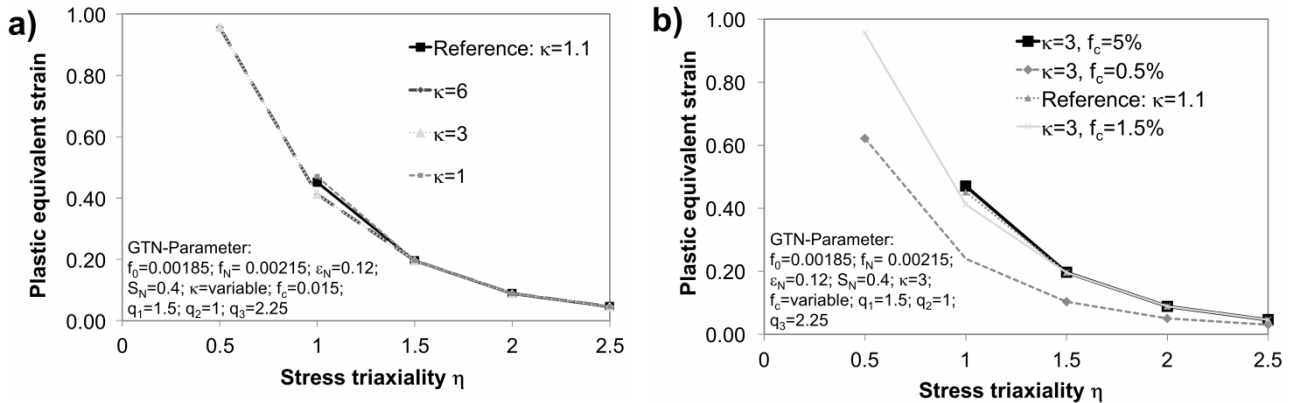 a)
Plastic equivalent strain
1.00
0.80
0.60
0.40
0.20
0.00
0
0.5
1
1.5
2
2.5
Stress triaxiality η
Reference: κ=1.1
κ=6
κ=3
κ=1
GTN-Parameter:
f0=0.00185; fN= 0.00215; εN=0.12;
SN=0.4; κ=variable; fc=0.015;
q1=1.5; q2=1; q3=2.25
b)
Plastic equivalent strain
1.00
0.80
0.60
0.40
0.20
0.00
0
0.5
1
1.5
2
2.5
Stress triaxiality η
κ=3, fc=5%
κ=3, fc=0.5%
Reference: κ=1.1
κ=3, fc=1.5%
GTN-Parameter:
f0=0.00185; fN= 0.00215;
εN=0.12; SN=0.4; κ=3;
fc=variable; q1=1.5; q2=1;
q3=2.25